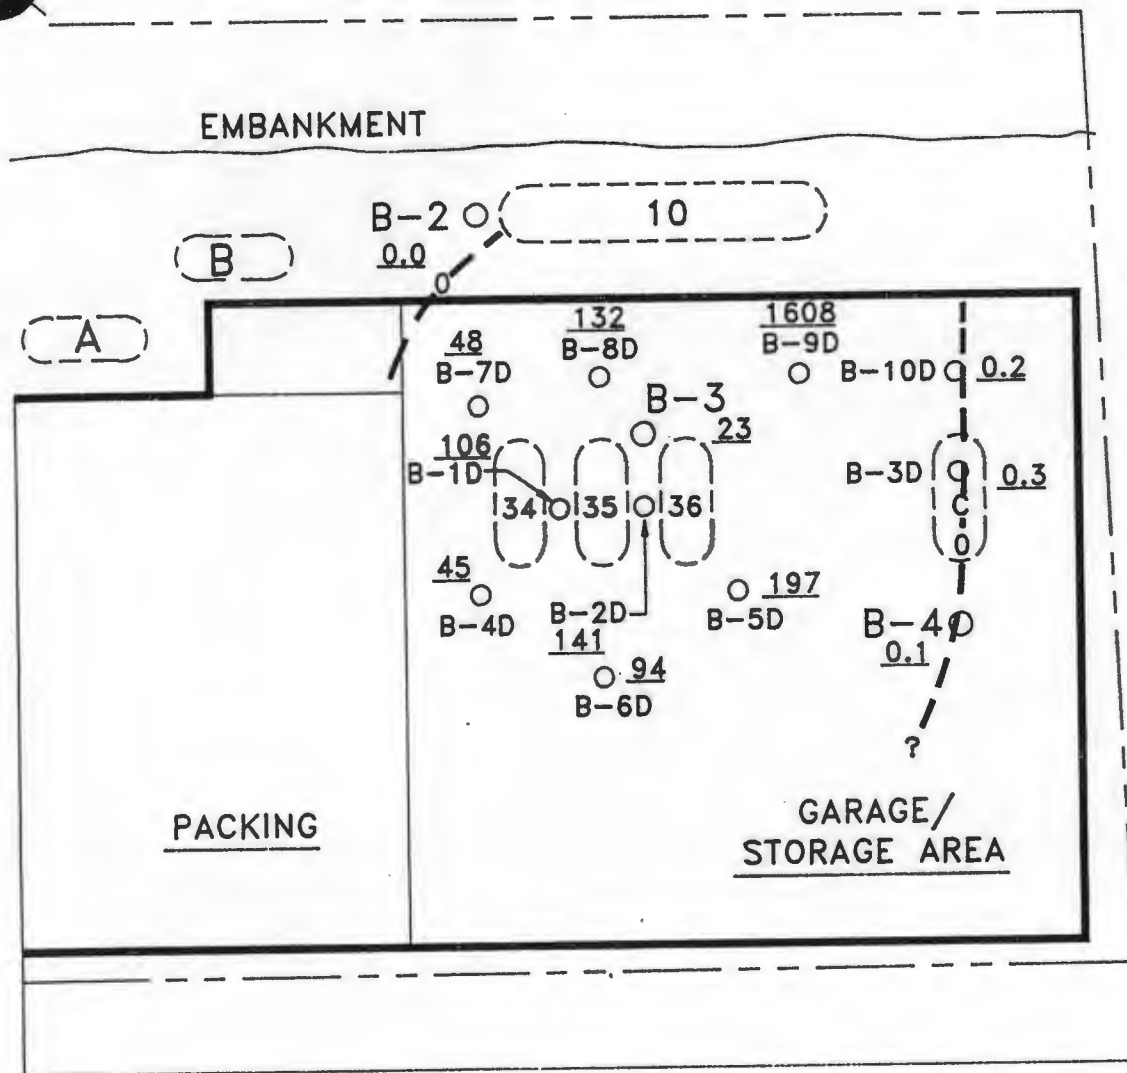 EMBANKMENT
B-2
10
0.0
B
0
A
132
1608
48
B-8D
B-9D
B-7D
B-10D
0.2
B-3
23
106
B-1D
B-3D
0.3
34
35
36
C
0
45
B-4D
B-2D
197
B-5D
B-4
141
0.1
94
B-6D
?
PACKING
GARAGE/
STORAGE AREA